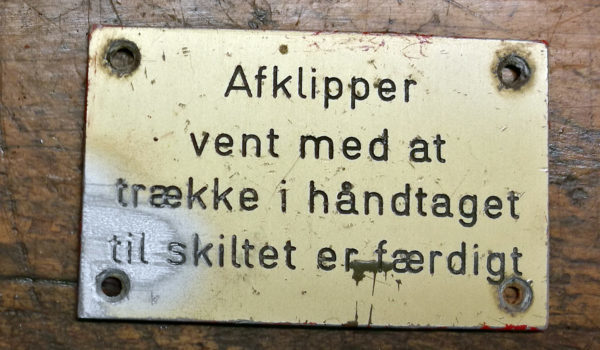 Afklipper
vent med at
trække i håndtaget
til skiltet er færdigt